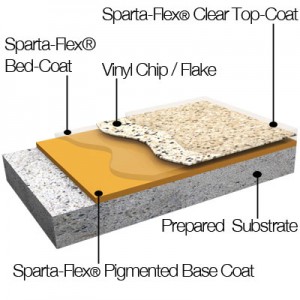 Sparta-Flex® Clear Top-Coat
Sparta-Flex®
Bed-Coat
Vinyl Chip / Flake
Prepared Substrate
Sparta-Flex® Pigmented Base Coat